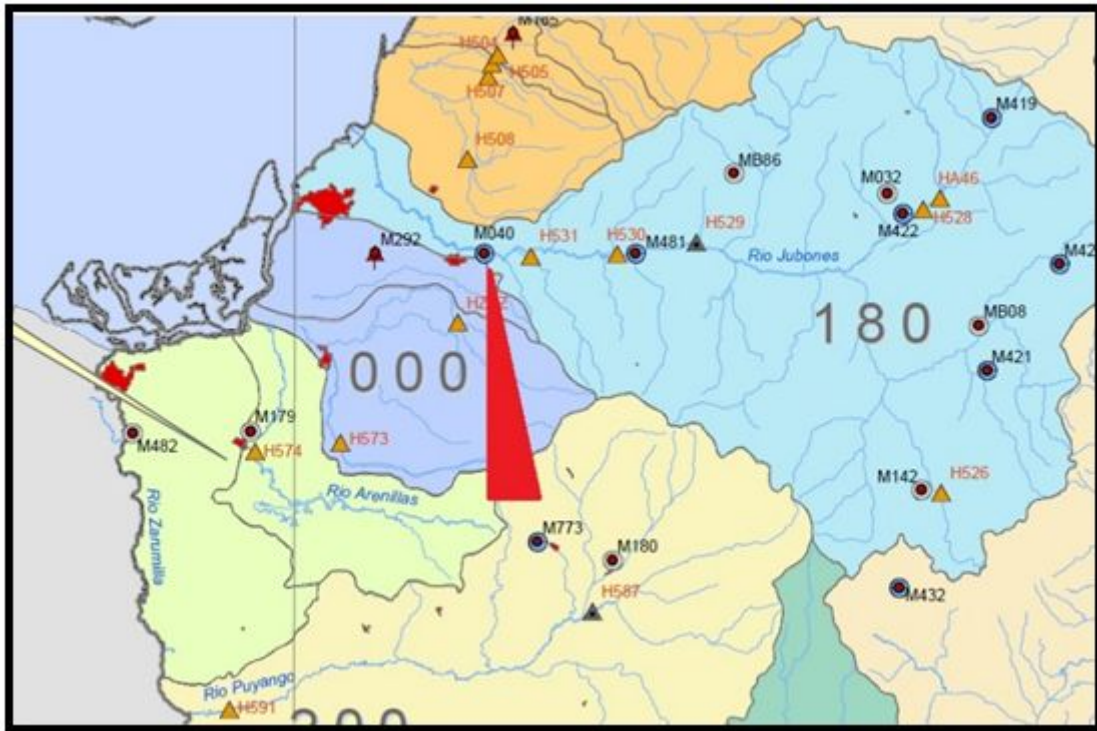 M105
H504
H505
H507
H508
M419
MB86
M032
HA46
H528
M422
M292
M040
H531
H530
M481
H529
Rio Jubones
M42
MB08
180
M421
000
M179
M482
H574
H573
M142
H526
Rio Arenillas
Rio Zarumilla
M773
M180
H587
M432
Rio Puyango
H591